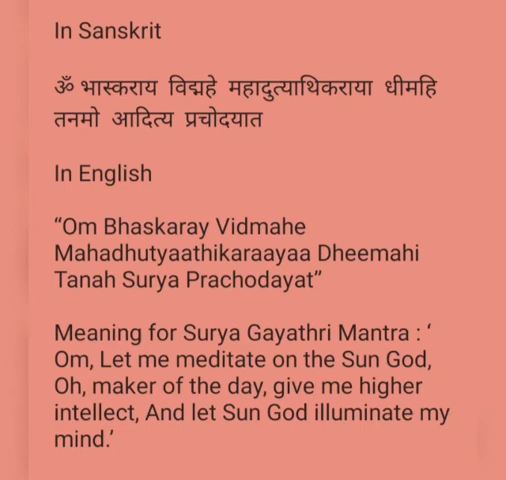 In Sanskrit
ॐ भास्कराय विद्महे महादुत्याथिकराया धीमहि
तनमो आदित्य प्रचोदयात
In English
“Om Bhaskaray Vidmahe
Mahadhutyaathikaraayaa Dheemahi
Tanah Surya Prachodayat”
Meaning for Surya Gayathri Mantra : ‘
Om, Let me meditate on the Sun God,
Oh, maker of the day, give me higher
intellect, And let Sun God illuminate my
mind.’